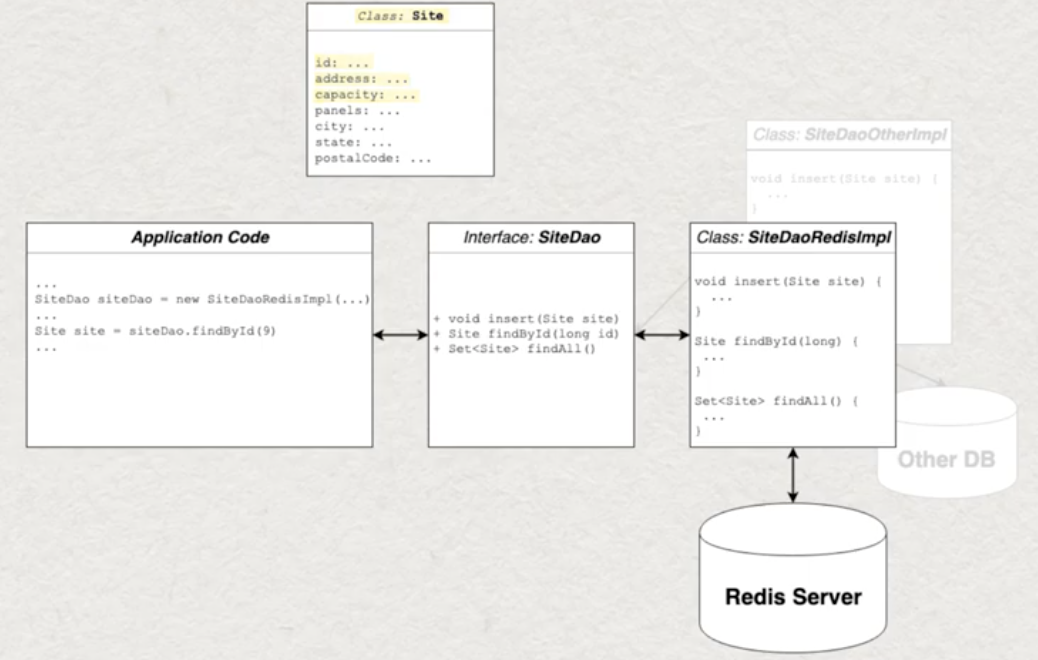 Class: Site
id: ...
address: ...
capacity: ...
panels: ...
city: ...
state: ...
postalCode: ...
Class: SiteDaoOtherImpl
void insert(Site site) {
...
}
Application Code
...
SiteDao siteDao = new SiteDaoRedisImpl(...)
...
Site site = siteDao.findById(9)
...
Interface: SiteDao
+ void insert(Site site)
+ Site findById(long id)
+ Set<Site> findAll()
Class: SiteDaoRedisImpl
void insert(Site site) {
...
}
Site findById(long) {
...
}
Set<Site> findAll() {
...
}
Other DB
Redis Server